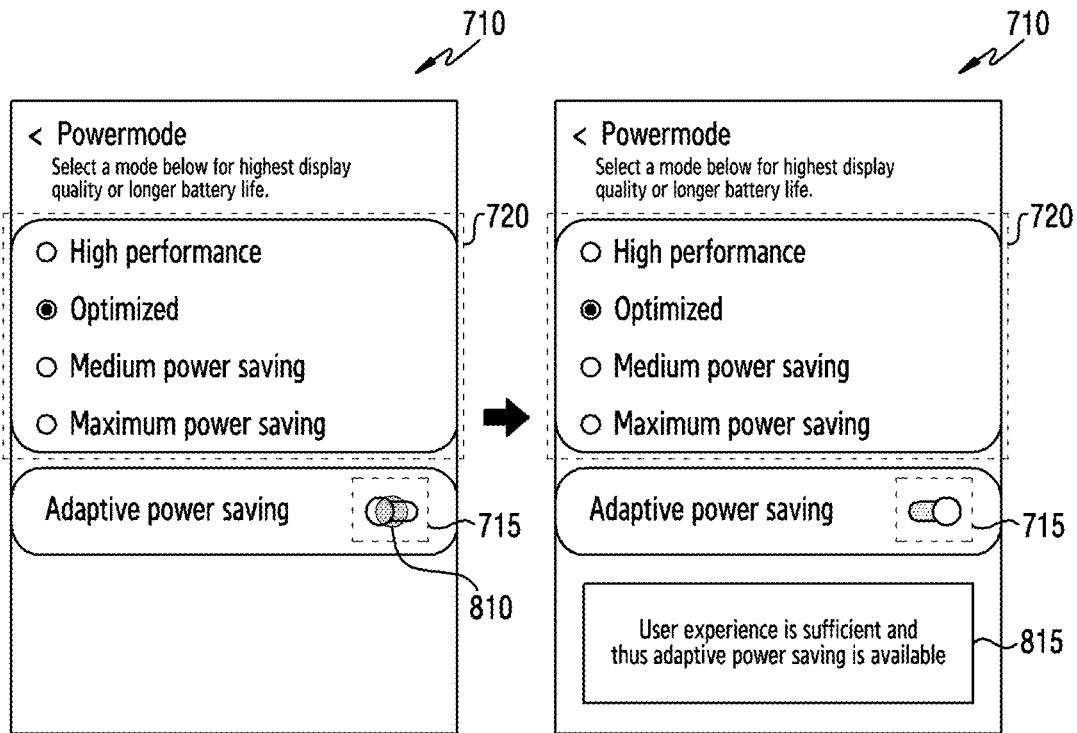 710
< Powermode
Select a mode below for highest display
quality or longer battery life.
720
High performance
Optimized
Medium power saving
Maximum power saving
Adaptive power saving
715
810
710
< Powermode
Select a mode below for highest display
quality or longer battery life.
720
High performance
Optimized
Medium power saving
Maximum power saving
Adaptive power saving
715
User experience is sufficient and
thus adaptive power saving is available
815